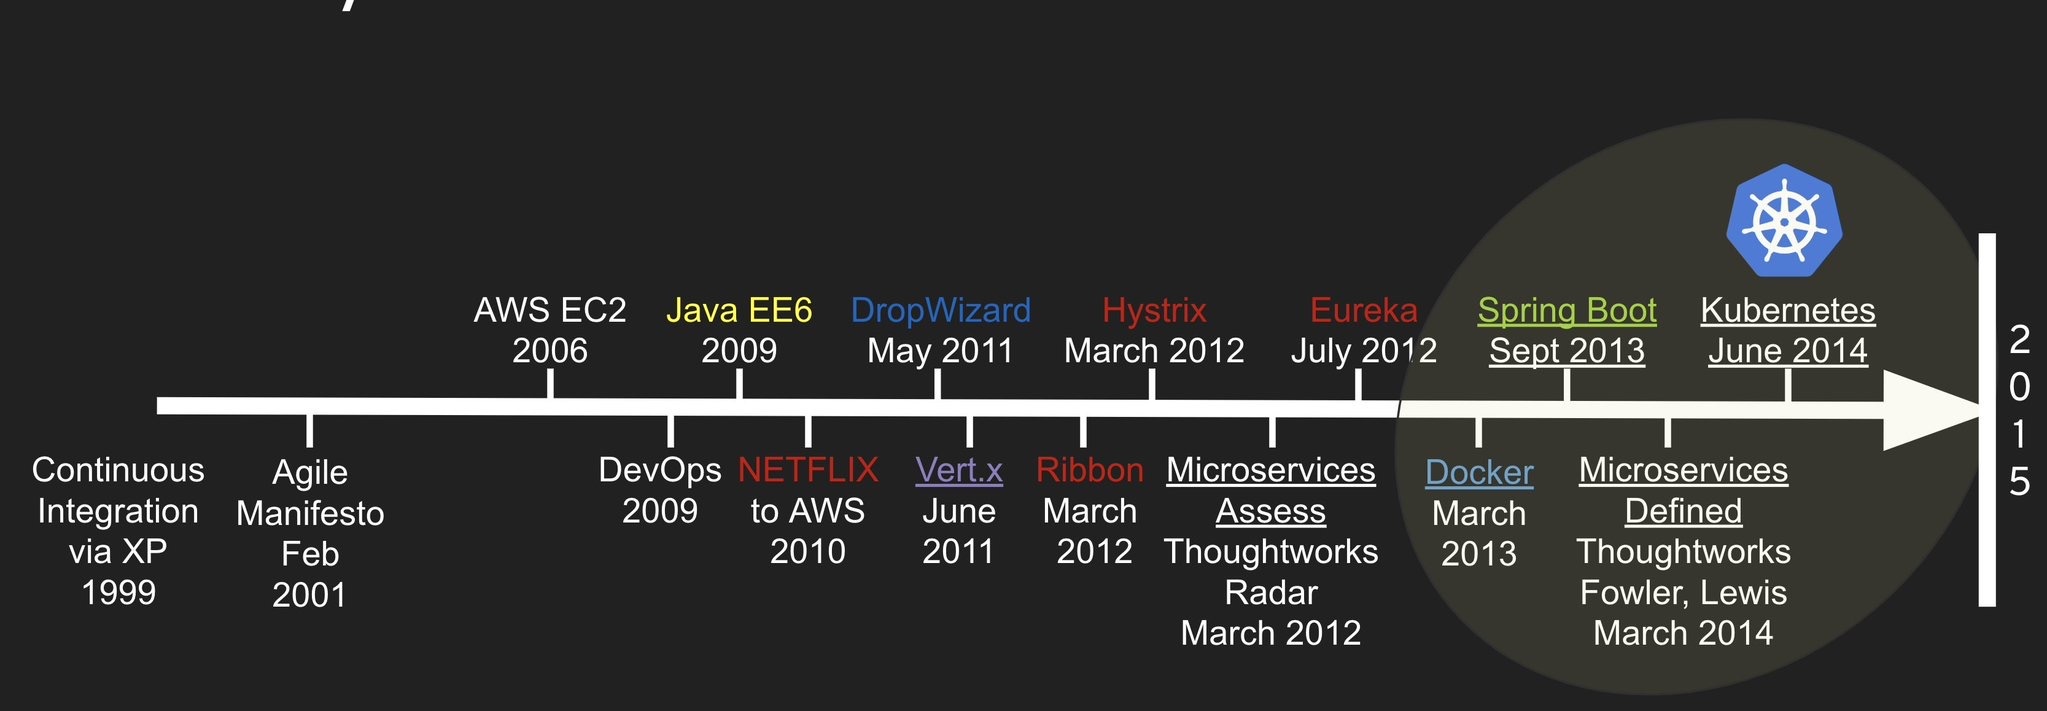 AWS EC2
2006
Java EE6
2009
DropWizard
May 2011
Hystrix
March 2012
Eureka
July 2012
Spring Boot
Sept 2013
Kubernetes
June 2014
2
0
1
5
Continuous
Integration
via XP
1999
Agile
Manifesto
Feb
2001
DevOps
2009
NETFLIX
to AWS
2010
Vert.x
June
2011
Ribbon
March
2012
Microservices
Assess
Thoughtworks
Radar
March 2012
Docker
March
2013
Microservices
Defined
Thoughtworks
Fowler, Lewis
March 2014